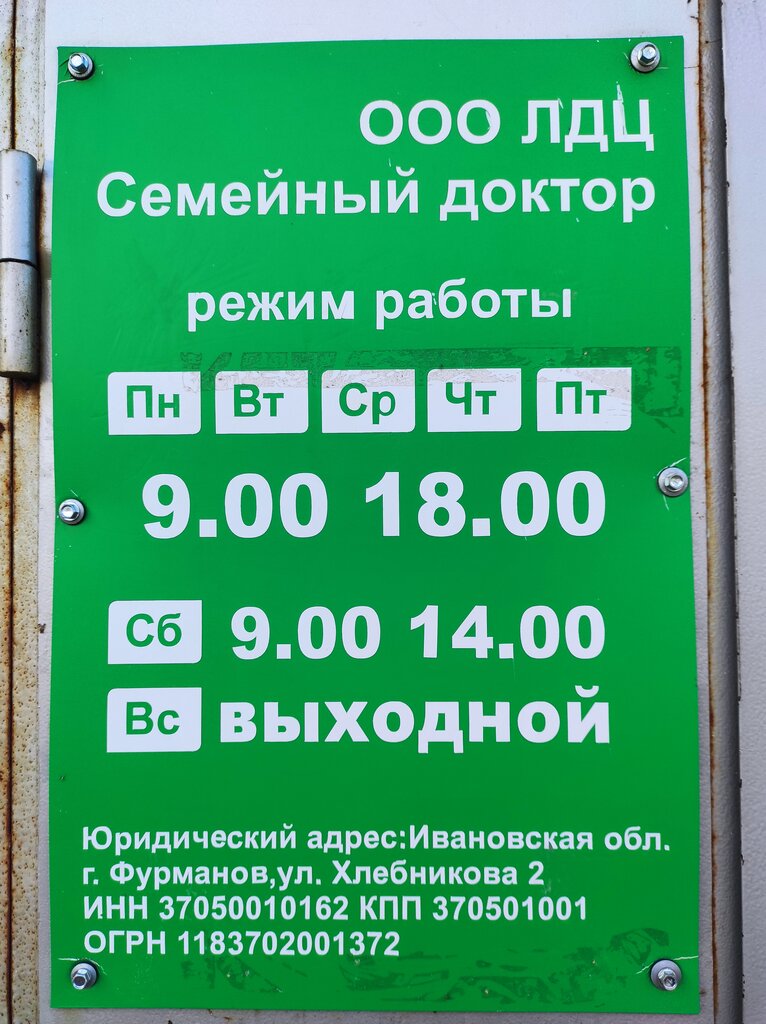 ООО ЛДЦ
Семейный доктор
режим работы
Пн Вт Ср Чт Пт
9.00 18.00
Сб 9.00 14.00
Вс выходной
Юридический адрес:Ивановская обл.
г. Фурманов,ул. Хлебникова 2
ИНН 37050010162 КПП 370501001
ОГРН 1183702001372